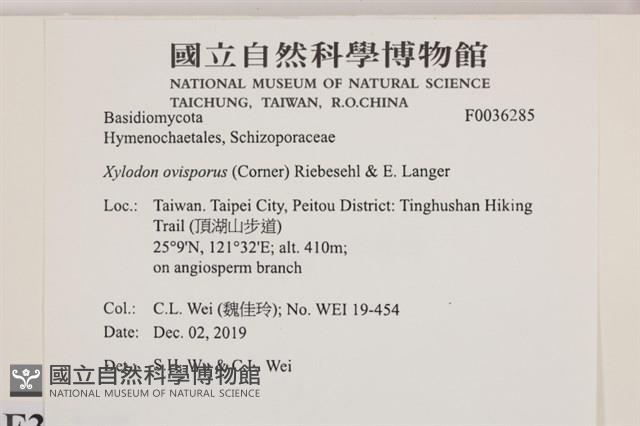 國立自然科學博物館
NATIONAL MUSEUM OF NATURAL SCIENCE
TAICHUNG, TAIWAN, R.O.CHINA
Basidiomycota F0036285
Hymenochaetales, Schizoporaceae
Xylodon ovisporus (Corner) Riebesehl & E. Langer
Loc.: Taiwan. Taipei City, Peitou District: Tinghushan Hiking
Trail (頂湖山步道)
25°9'N, 121°32'E; alt. 410m;
on angiosperm branch
Col.: C.L. Wei (魏佳玲); No. WEI 19-454
Date: Dec. 02, 2019
S.H. Wu & C.L. Wei
國立自然科學博物館
NATIONAL MUSEUM OF NATURAL SCIENCE